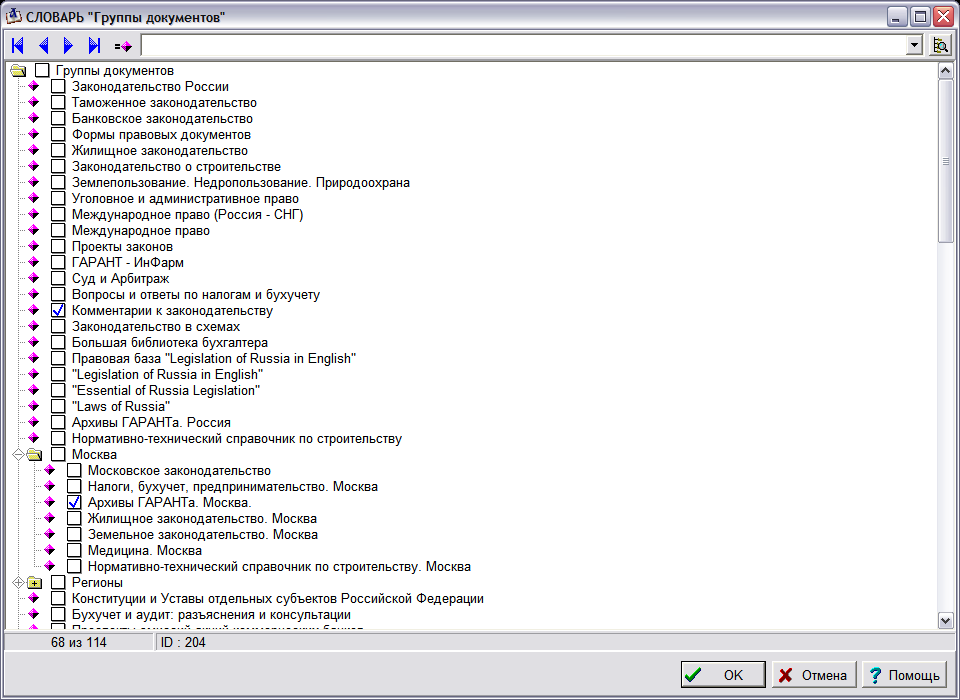 СЛОВАРЬ "Группы документов"
Группы документов
Законодательство России
Таможенное законодательство
Банковское законодательство
Формы правовых документов
Жилищное законодательство
Законодательство о строительстве
Землепользование. Недропользование. Природоохрана
Уголовное и административное право
Международное право (Россия - СНГ)
Международное право
Проекты законов
ГАРАНТ - ИнФарм
Суд и Арбитраж
Вопросы и ответы по налогам и бухучету
Комментарии к законодательству
Законодательство в схемах
Большая библиотека бухгалтера
Правовая база "Legislation of Russia in English"
"Legislation of Russia in English"
"Essential of Russia Legislation"
"Laws of Russia"
Архивы ГАРАНТа. Россия
Нормативно-технический справочник по строительству
Москва
Московское законодательство
Налоги, бухучет, предпринимательство. Москва
Архивы ГАРАНТа. Москва.
Жилищное законодательство. Москва
Земельное законодательство. Москва
Медицина. Москва
Нормативно-технический справочник по строительству. Москва
Регионы
Конституции и Уставы отдельных субъектов Российской Федерации
Бухучет и аудит: разъяснения и консультации
68 из 114 ID : 204
OK Отмена Помощь